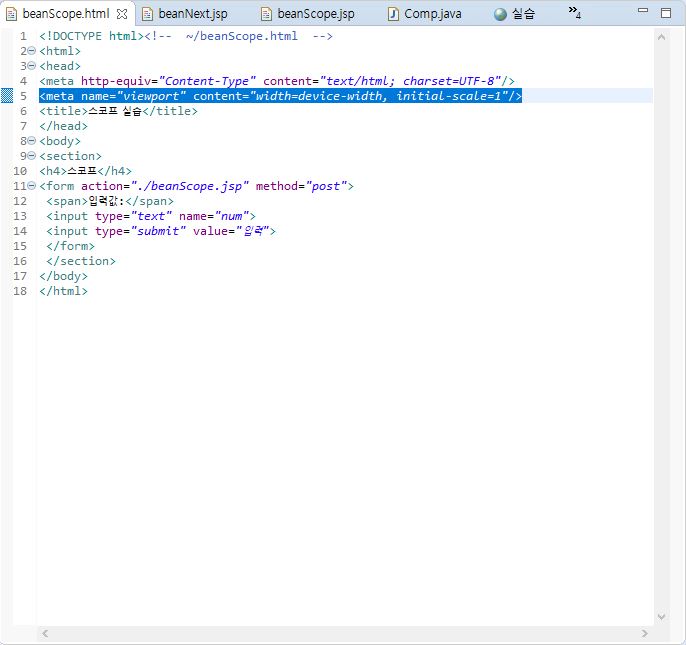 beanScope.html beanNext.jsp beanScope.jsp Comp.java 실습 »4
1 <!DOCTYPE html><!--  ~/beanScope.html  -->
2 <html>
3 <head>
4 <meta http-equiv="Content-Type" content="text/html; charset=UTF-8"/>
5 <meta name="viewport" content="width=device-width, initial-scale=1"/>
6 <title>스코프 실습</title>
7 </head>
8 <body>
9 <section>
10 <h4>스코프</h4>
11 <form action="./beanScope.jsp" method="post">
12  <span>입력값:</span>
13  <input type="text" name="num">
14  <input type="submit" value="입력">
15  </form>
16  </section>
17 </body>
18 </html>